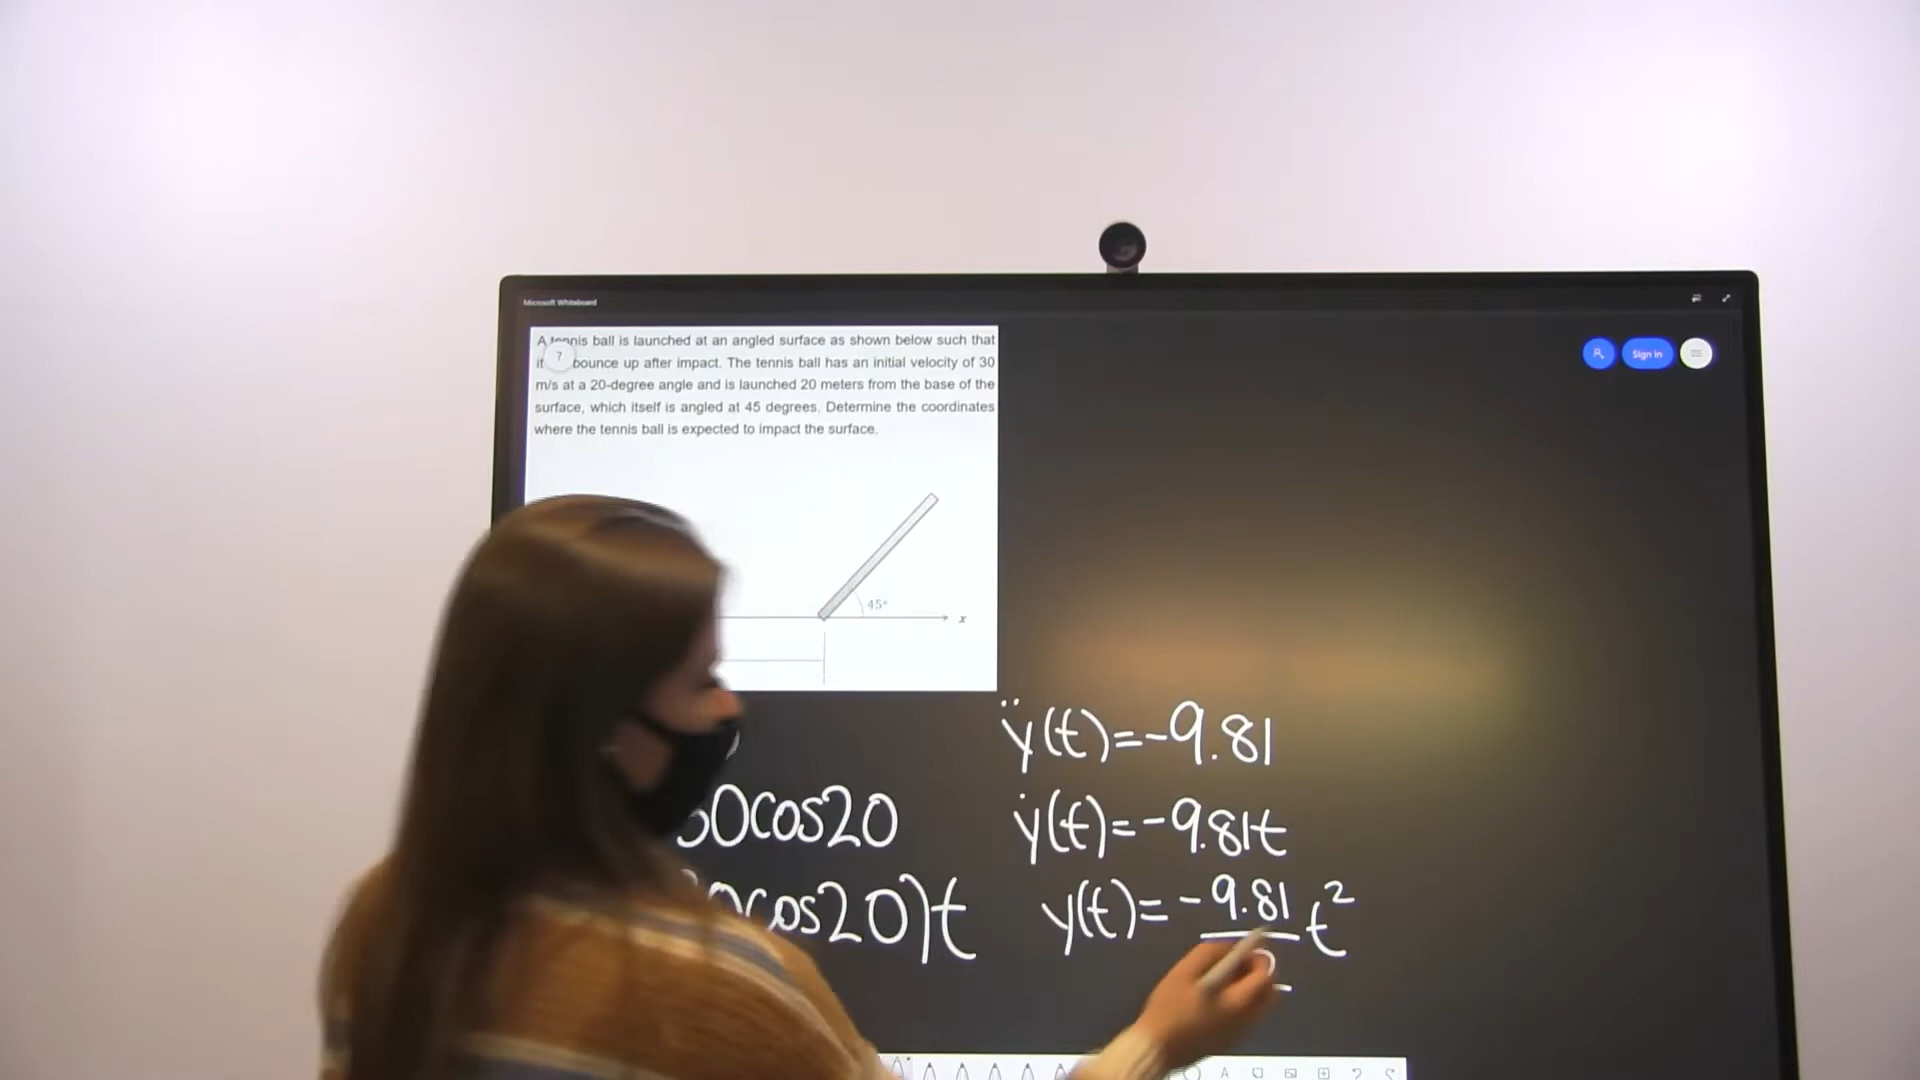 Microsoft Whiteboard
Sign in
A tennis ball is launched at an angled surface as shown below such that
it bounce up after impact. The tennis ball has an initial velocity of 30
m/s at a 20-degree angle and is launched 20 meters from the base of the
surface, which itself is angled at 45 degrees. Determine the coordinates
where the tennis ball is expected to impact the surface.
7
45°
x
ÿ(t)=-9.81
30cos20
ẏ(t)=-9.81t
0cos20)t
y(t)=-9.81/2 t²
A